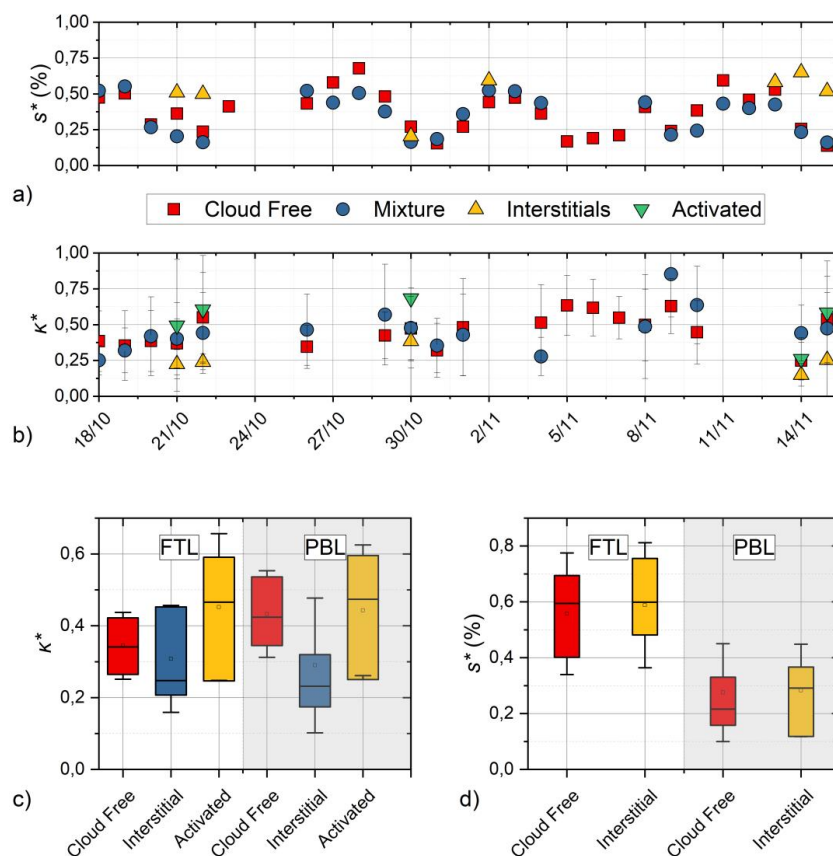 1,00
0,75
0,50
0,25
0,00
s* (%)
a)
Cloud Free Mixture Interstitials Activated
1,00
0,75
0,50
0,25
0,00
κ*
b)
18/10 21/10 24/10 27/10 30/10 2/11 5/11 8/11 11/11 14/11
FTL PBL
0,6
0,4
0,2
0,0
κ*
c)
Cloud Free Interstitial Activated Cloud Free Interstitial Activated
FTL PBL
0,8
0,6
0,4
0,2
0,0
s* (%)
d)
Cloud Free Interstitial Cloud Free Interstitial